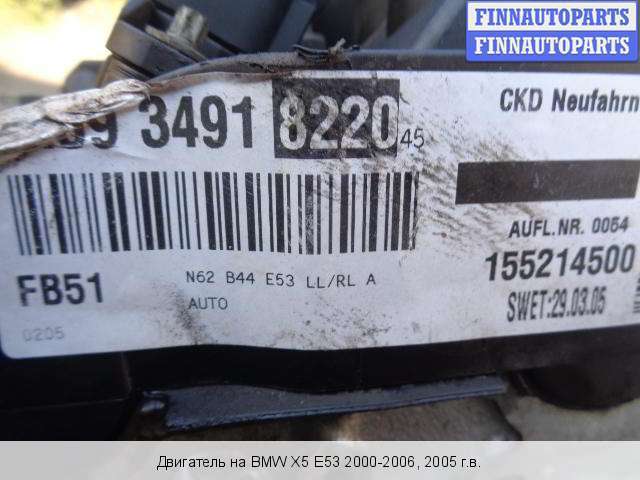 FINNAUTOPARTS
FINNAUTOPARTS
3491 8220 45
CKD Neufahrn
AUFL.NR. 0054
155214500
SWET:29.03.05
FB51
N62 B44 E53 LL/RL A
AUTO
0205
Двигатель на BMW X5 E53 2000-2006, 2005 г.в.